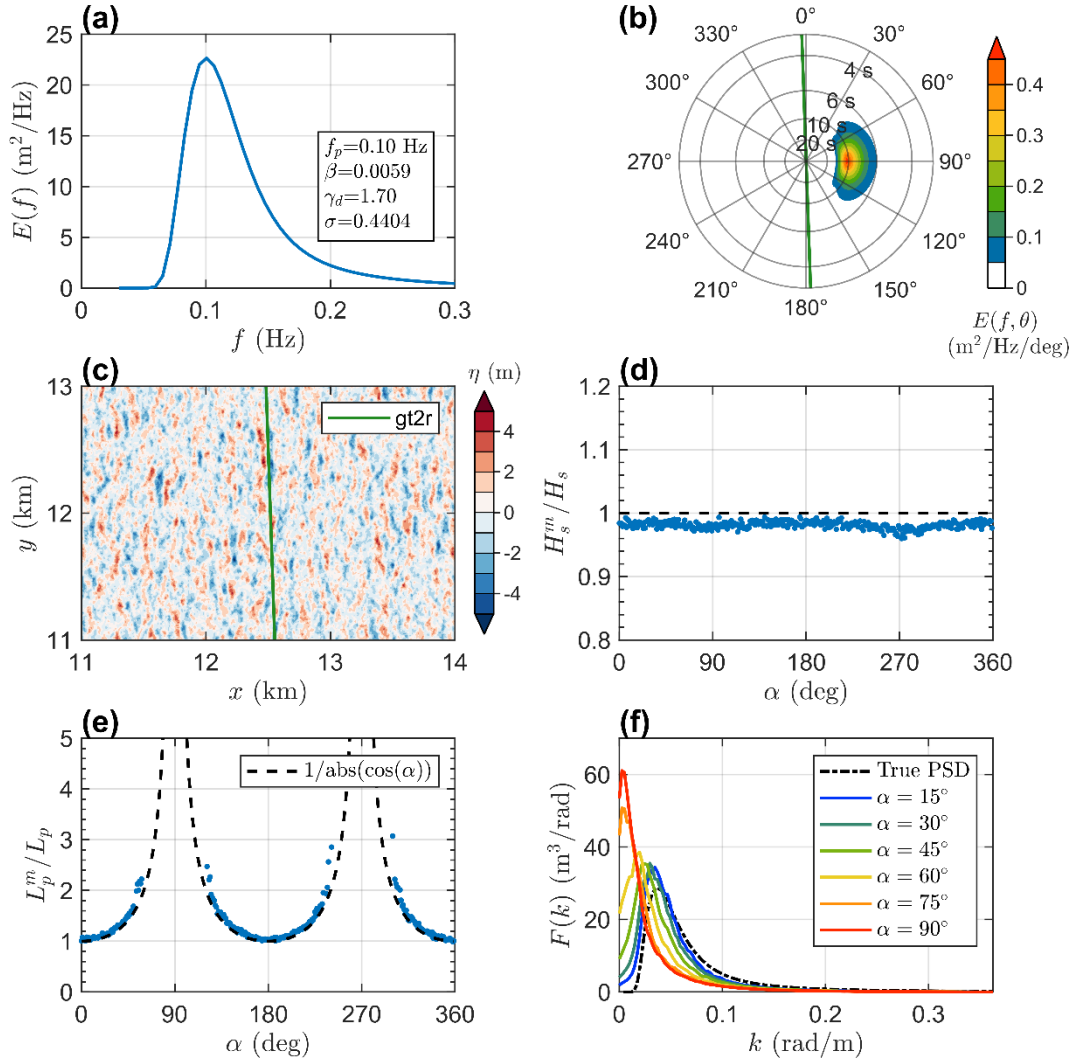 (a)
25
20
15
10
5
0
E(f) (m²/Hz)
f_p=0.10 Hz
β=0.0059
γ_d=1.70
σ=0.4404
0 0.1 0.2 0.3
f (Hz)
(b)
0°
30°
60°
90°
120°
150°
180°
210°
240°
270°
300°
330°
4 s
6 s
10 s
20 s
0.4
0.3
0.2
0.1
0
E(f, θ)
(m²/Hz/deg)
(c)
η (m)
13
12
11
y (km)
gt2r
4
2
0
-2
-4
11 12 13 14
x (km)
(d)
1.2
1.1
1
0.9
0.8
H_s^m/H_s
0 90 180 270 360
α (deg)
(e)
5
4
3
2
1
0
L_p^m/L_p
1/abs(cos(α))
0 90 180 270 360
α (deg)
(f)
60
40
20
0
F(k) (m³/rad)
True PSD
α = 15°
α = 30°
α = 45°
α = 60°
α = 75°
α = 90°
0 0.1 0.2 0.3
k (rad/m)